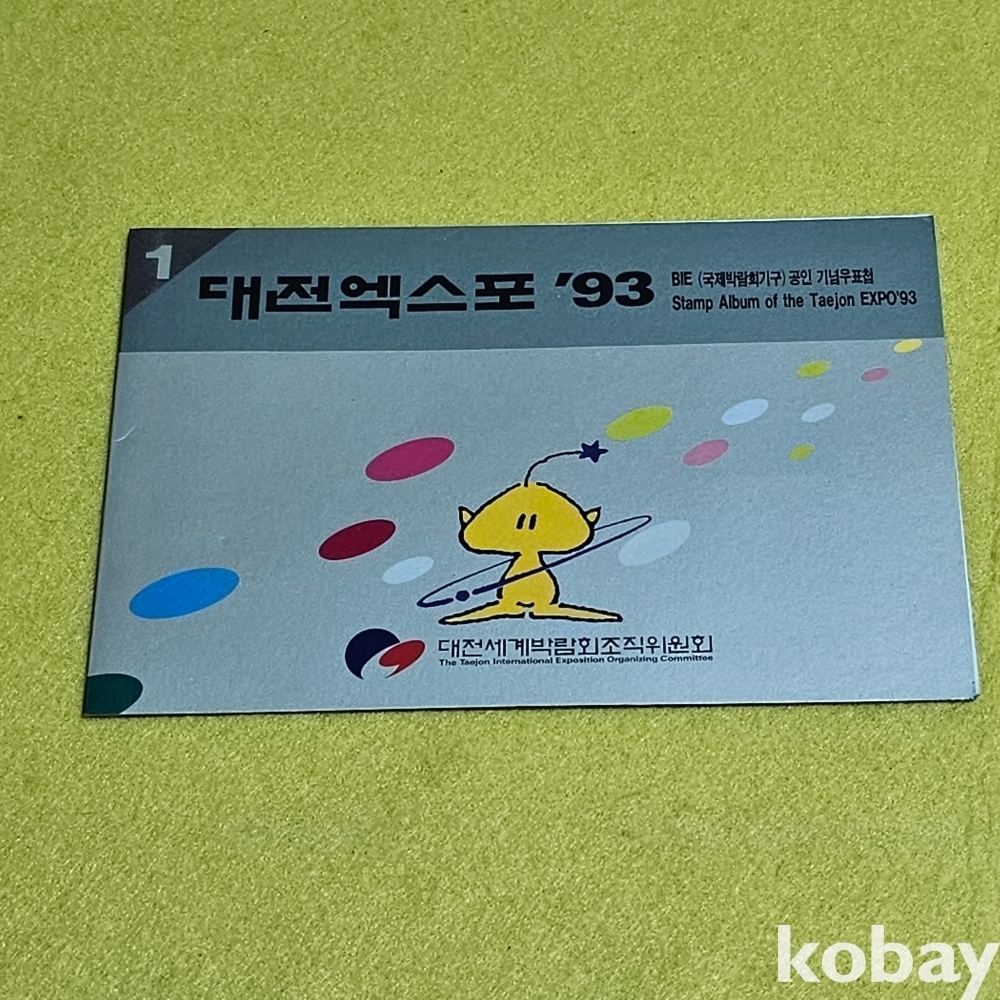 1
대전엑스포 '93
BIE (국제박람회기구) 공인 기념우표첩
Stamp Album of the Taejon EXPO'93
대전세계박람회조직위원회
The Taejon International Exposition Organizing Committee
kobay